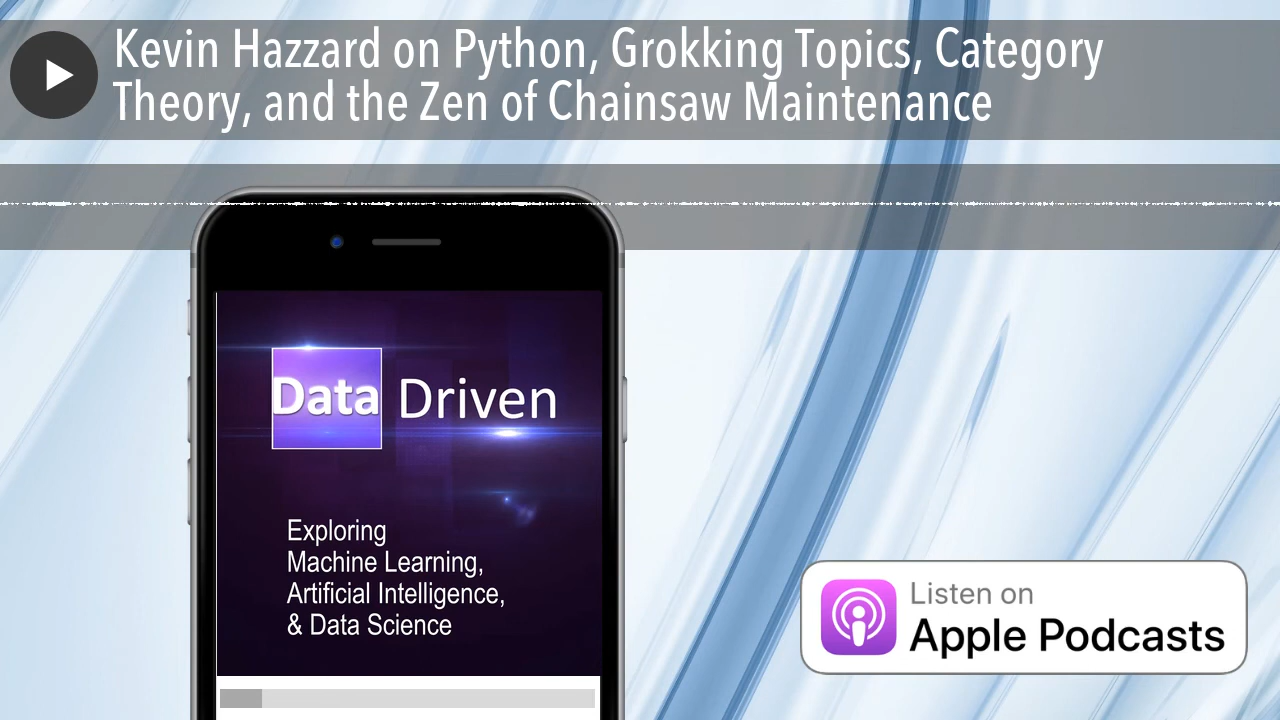 Kevin Hazzard on Python, Grokking Topics, Category
Theory, and the Zen of Chainsaw Maintenance
Data Driven
Exploring
Machine Learning,
Artificial Intelligence,
& Data Science
Listen on
Apple Podcasts